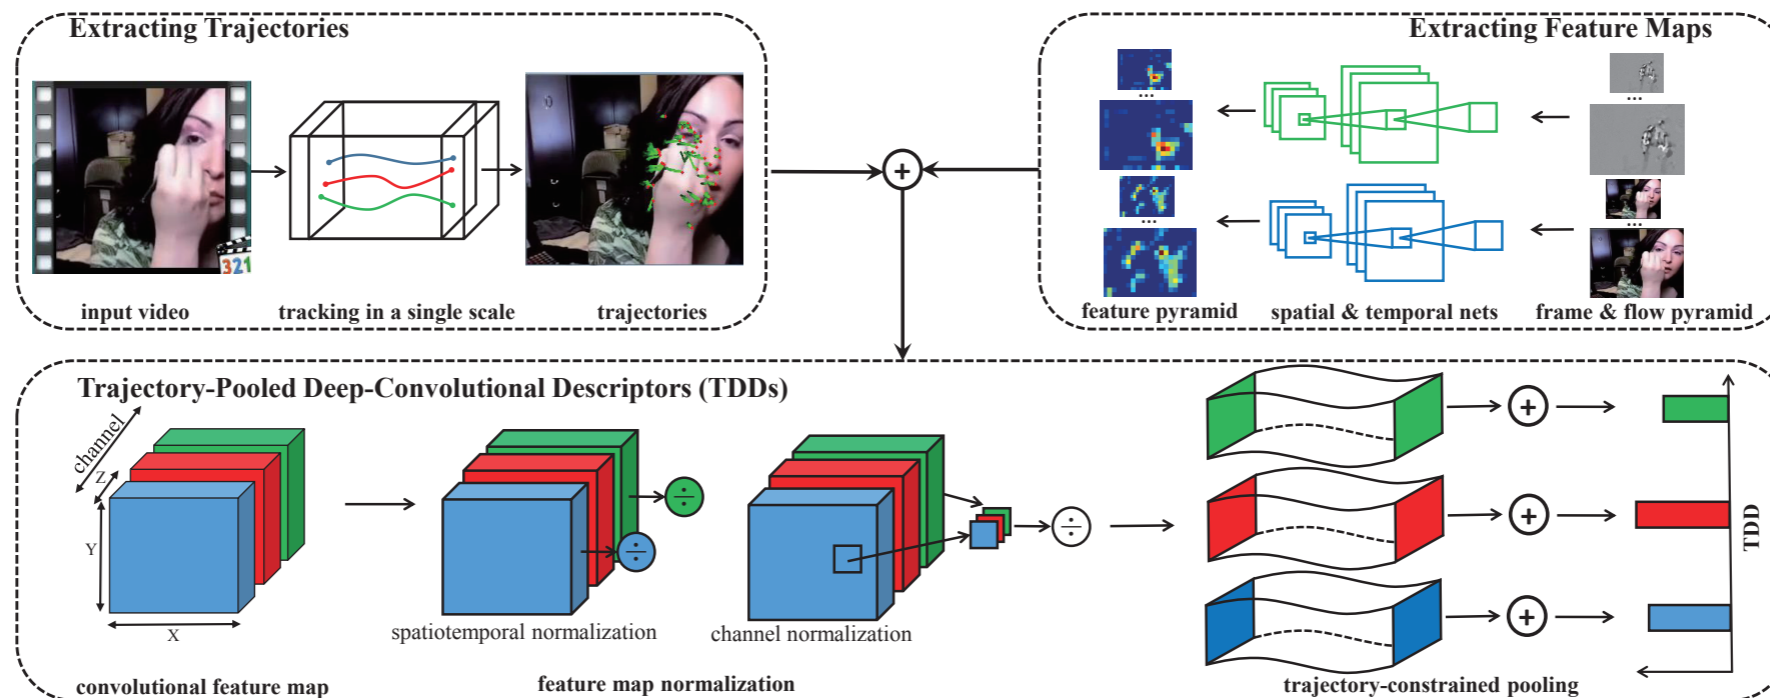 Extracting Trajectories
321
input video
tracking in a single scale
trajectories
Extracting Feature Maps
...
...
...
...
feature pyramid
spatial & temporal nets
frame & flow pyramid
Trajectory-Pooled Deep-Convolutional Descriptors (TDDs)
channel
Z
Y
X
convolutional feature map
spatiotemporal normalization
channel normalization
feature map normalization
trajectory-constrained pooling
TDD